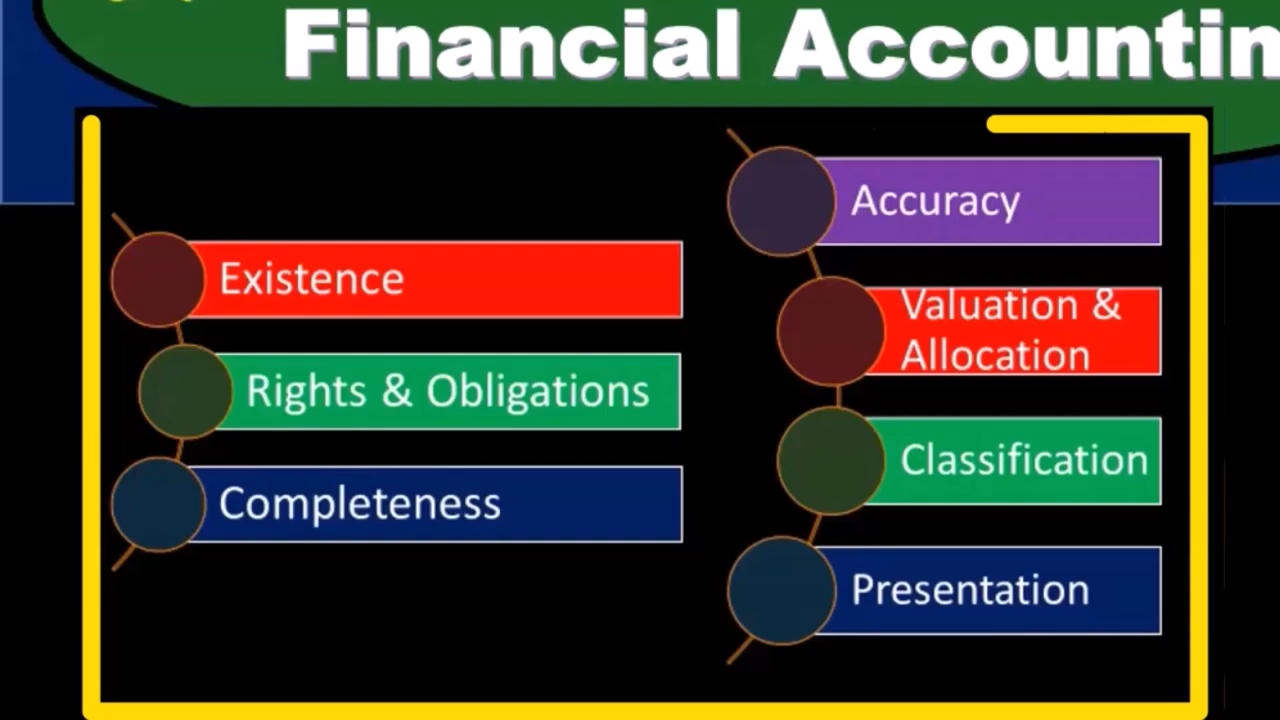 Financial Accountin
Existence
Rights & Obligations
Completeness
Accuracy
Valuation &
Allocation
Classification
Presentation